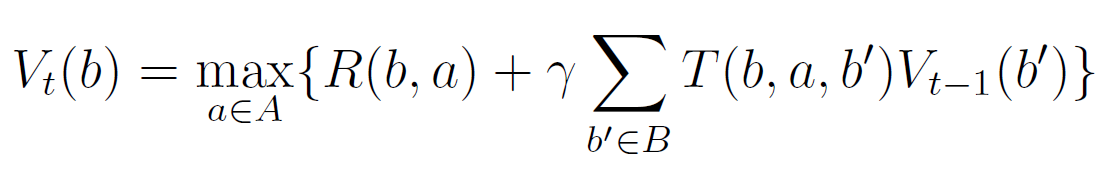 V_t(b) = max_{a∈A}{R(b, a) + γ ∑_{b′∈B} T(b, a, b′)V_{t−1}(b′)}